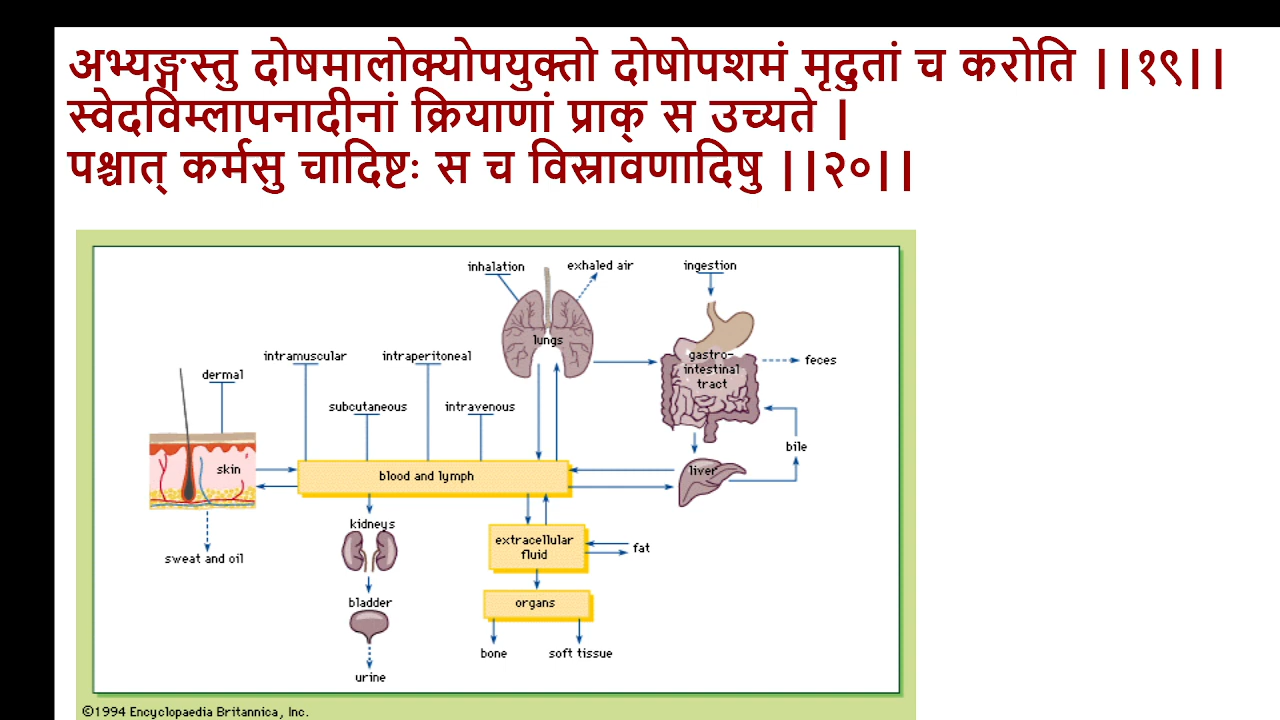 अभ्यङ्गस्तु दोषमालोक्योपयुक्तो दोषोपशमं मृदुतां च करोति ||१९||
स्वेदविम्लापनादीनां क्रियाणां प्राक् स उच्यते |
पश्चात् कर्मसु चादिष्टः स च विस्रावणादिषु ||२०||
inhalation
exhaled air
ingestion
lungs
gastro-
intestinal
tract
feces
intramuscular
intraperitoneal
dermal
subcutaneous
intravenous
bile
skin
blood and lymph
liver
kidneys
extracellular
fluid
fat
sweat and oil
bladder
organs
bone
soft tissue
urine
©1994 Encyclopaedia Britannica, Inc.